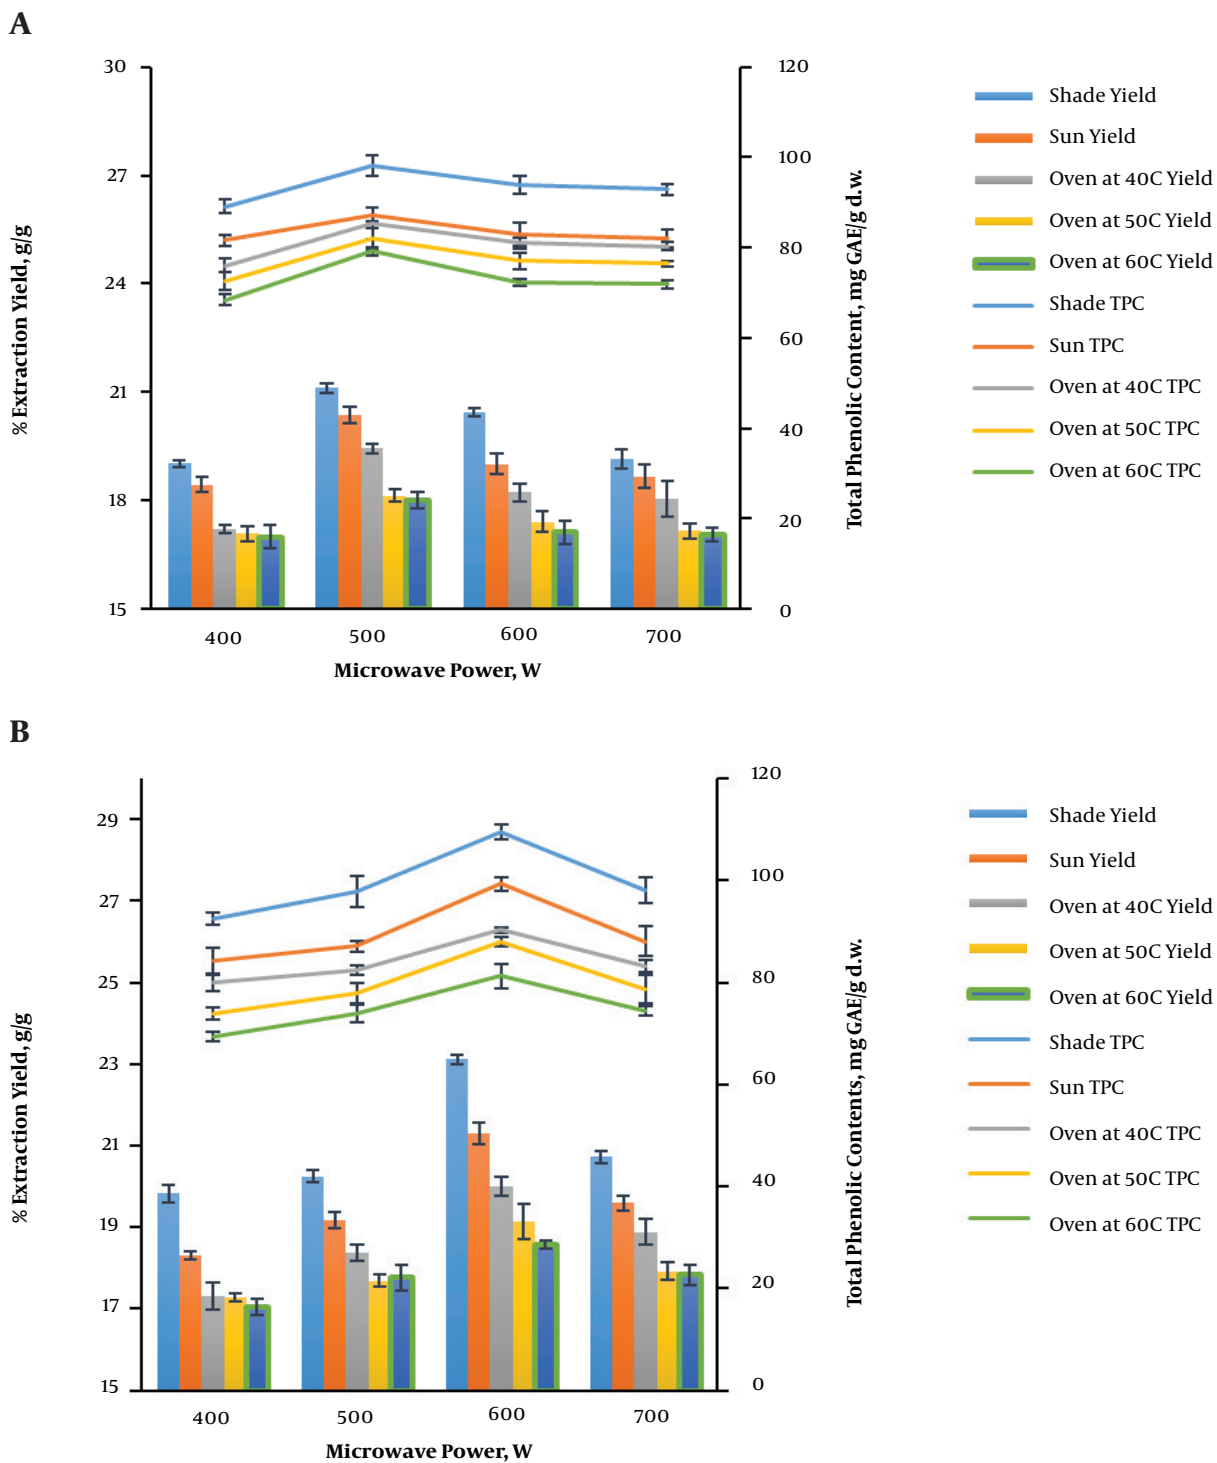 A
30
27
24
21
18
15
% Extraction Yield, g/g
120
100
80
60
40
20
0
Total Phenolic Content, mg GAE/g d.w.
400 500 600 700
Microwave Power, W
Shade Yield
Sun Yield
Oven at 40C Yield
Oven at 50C Yield
Oven at 60C Yield
Shade TPC
Sun TPC
Oven at 40C TPC
Oven at 50C TPC
Oven at 60C TPC
B
29
27
25
23
21
19
17
15
% Extraction Yield, g/g
120
100
80
60
40
20
0
Total Phenolic Contents, mg GAE/g d.w.
400 500 600 700
Microwave Power, W
Shade Yield
Sun Yield
Oven at 40C Yield
Oven at 50C Yield
Oven at 60C Yield
Shade TPC
Sun TPC
Oven at 40C TPC
Oven at 50C TPC
Oven at 60C TPC